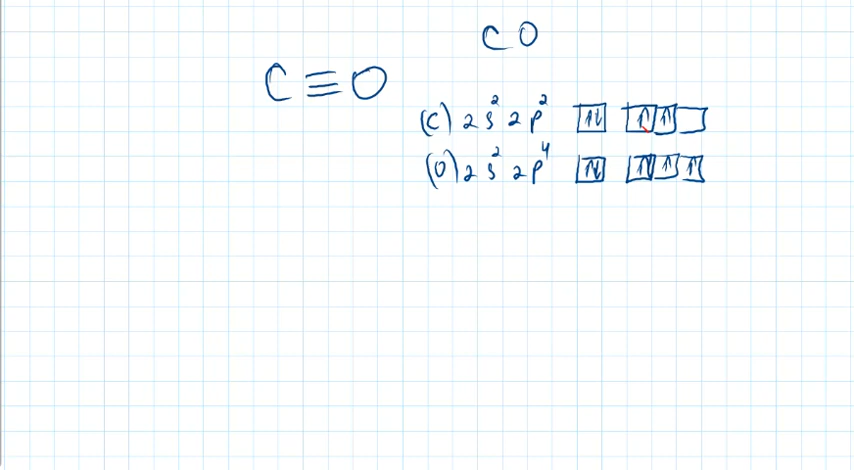 CO
C≡O
(C) 2s² 2p² ↑↓ ↑ ↑
(O) 2s² 2p⁴ ↑↓ ↑↓ ↑ ↑